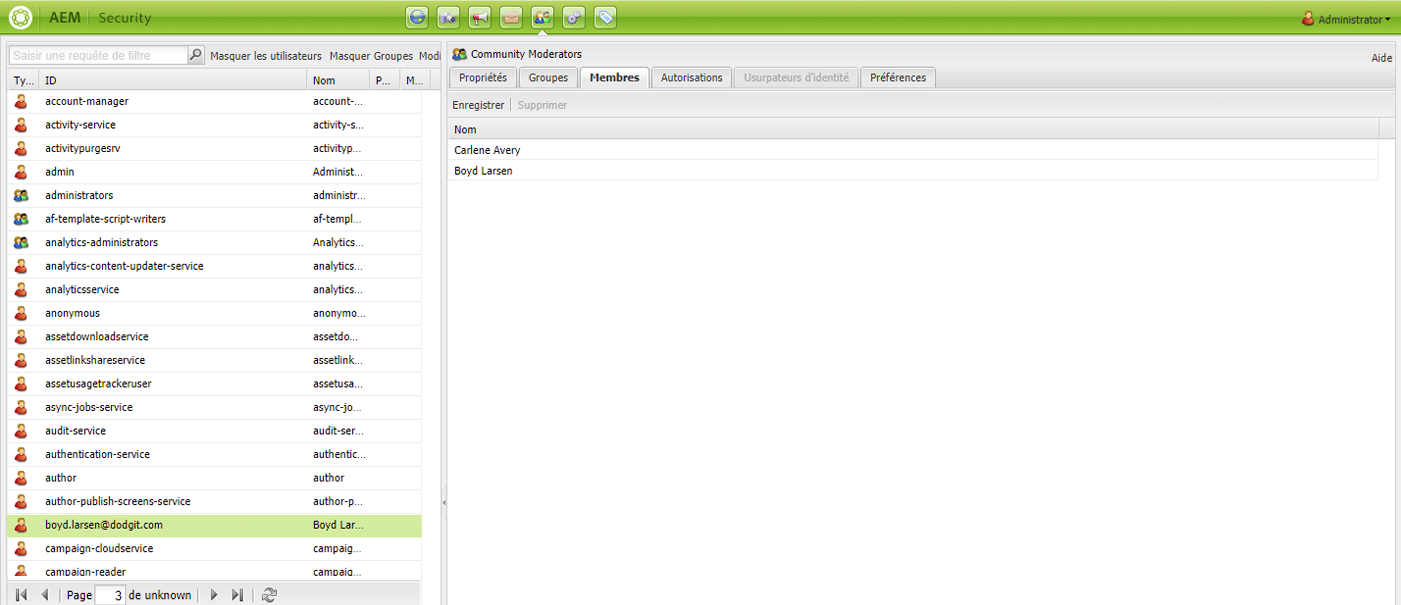 AEM Security Administrator
Saisir une requête de filtre Masquer les utilisateurs Masquer Groupes Modi
Ty... ID Nom P... M...
account-manager account-...
activity-service activity-s...
activitypurgesrv activityp...
admin Administ...
administrators administr...
af-template-script-writers af-templ...
analytics-administrators Analytics...
analytics-content-updater-service analytics...
analyticsservice analytics...
anonymous anonymo...
assetdownloadservice assetdo...
assetlinkshareservice assetlink...
assetusagetrackeruser assetusa...
async-jobs-service async-jo...
audit-service audit-ser...
authentication-service authentic...
author author
author-publish-screens-service author-p...
boyd.larsen@dodgit.com Boyd Lar...
campaign-cloudservice campaig...
campaign-reader campaig...
Page 3 de unknown
Community Moderators
Aide
Propriétés Groupes Membres Autorisations Usurpateurs d'identité Préférences
Enregistrer Supprimer
Nom
Carlene Avery
Boyd Larsen